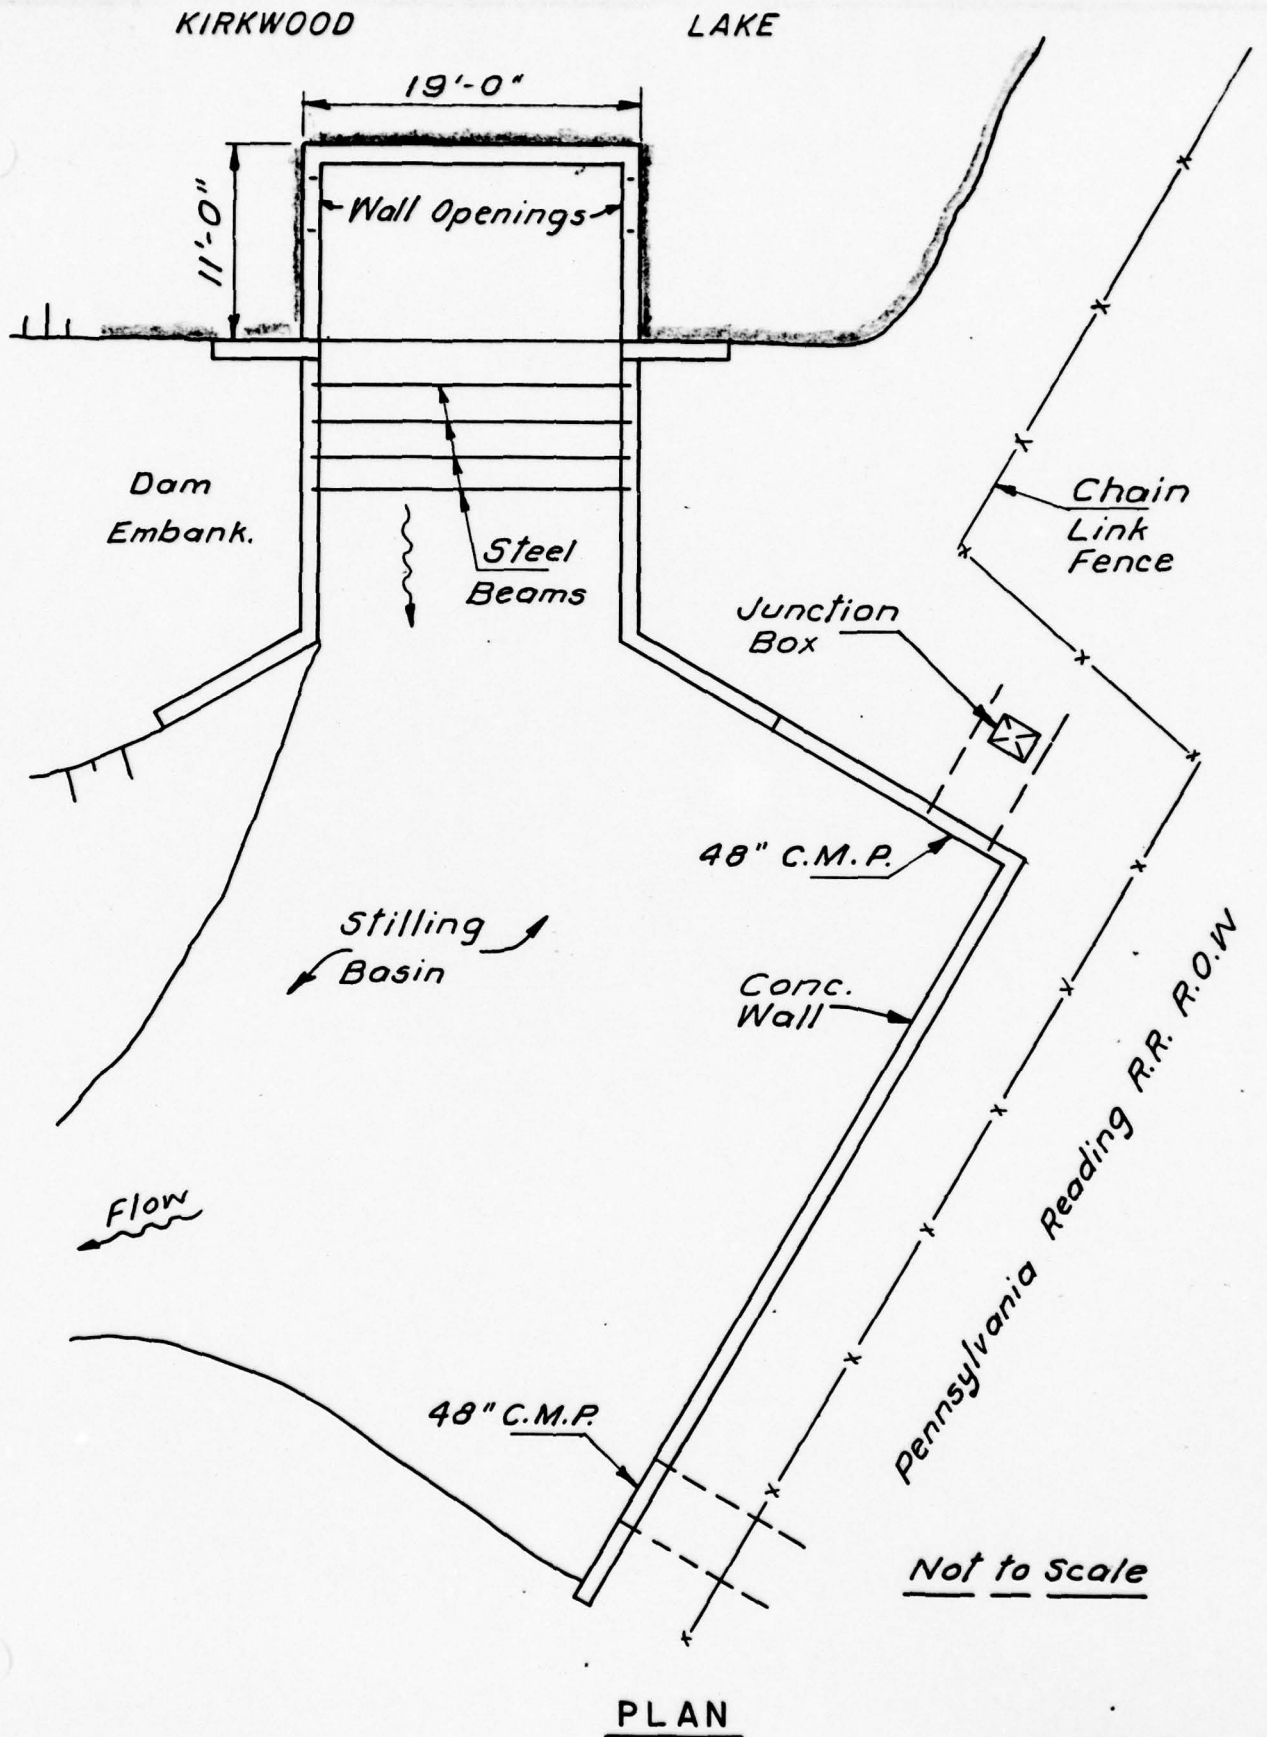 KIRKWOOD LAKE
19'-0"
11'-0"
Wall Openings
Dam
Embank.
Steel
Beams
Chain
Link
Fence
Junction
Box
48" C.M.P.
Stilling
Basin
Conc.
Wall
Flow
Pennsylvania Reading R.R. R.O.W
48" C.M.P.
Not to Scale
PLAN